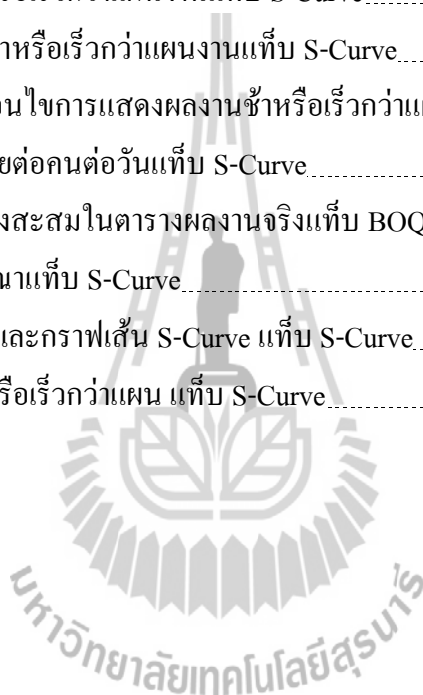 าหรือเร็วกว่าแผนงานแท็บ S-Curve
อนไขการแสดงผลงานช้าหรือเร็วกว่าแผ
ยต่อคนต่อวันแท็บ S-Curve
งสะสมในตารางผลงานจริงแท็บ BOQ
ณาแท็บ S-Curve
และกราฟเส้น S-Curve แท็บ S-Curve
รือเร็วกว่าแผน แท็บ S-Curve
มหาวิทยาลัยเทคโนโลยีสุรนารี